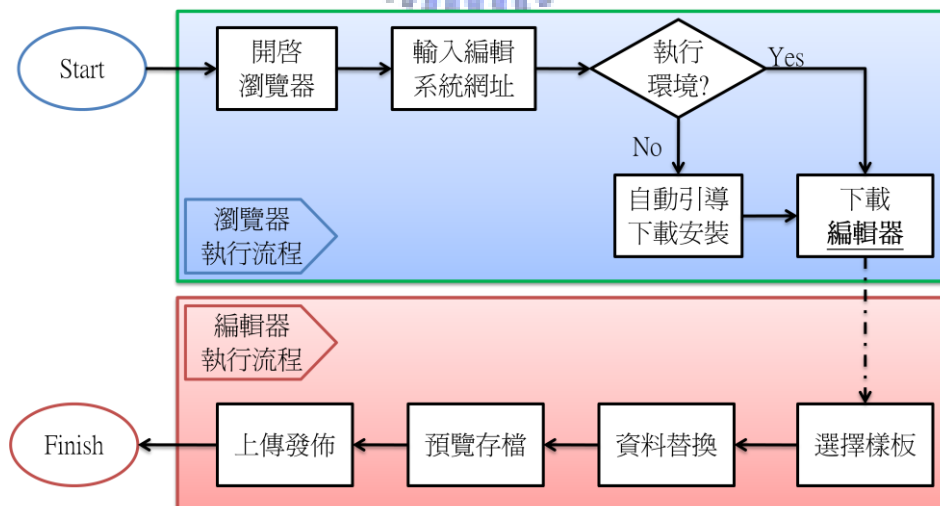 Start
開啓
瀏覽器
輸入編輯
系統網址
執行
環境?
Yes
No
自動引導
下載安裝
下載
編輯器
瀏覽器
執行流程
編輯器
執行流程
Finish
上傳發佈
預覽存檔
資料替換
選擇樣板